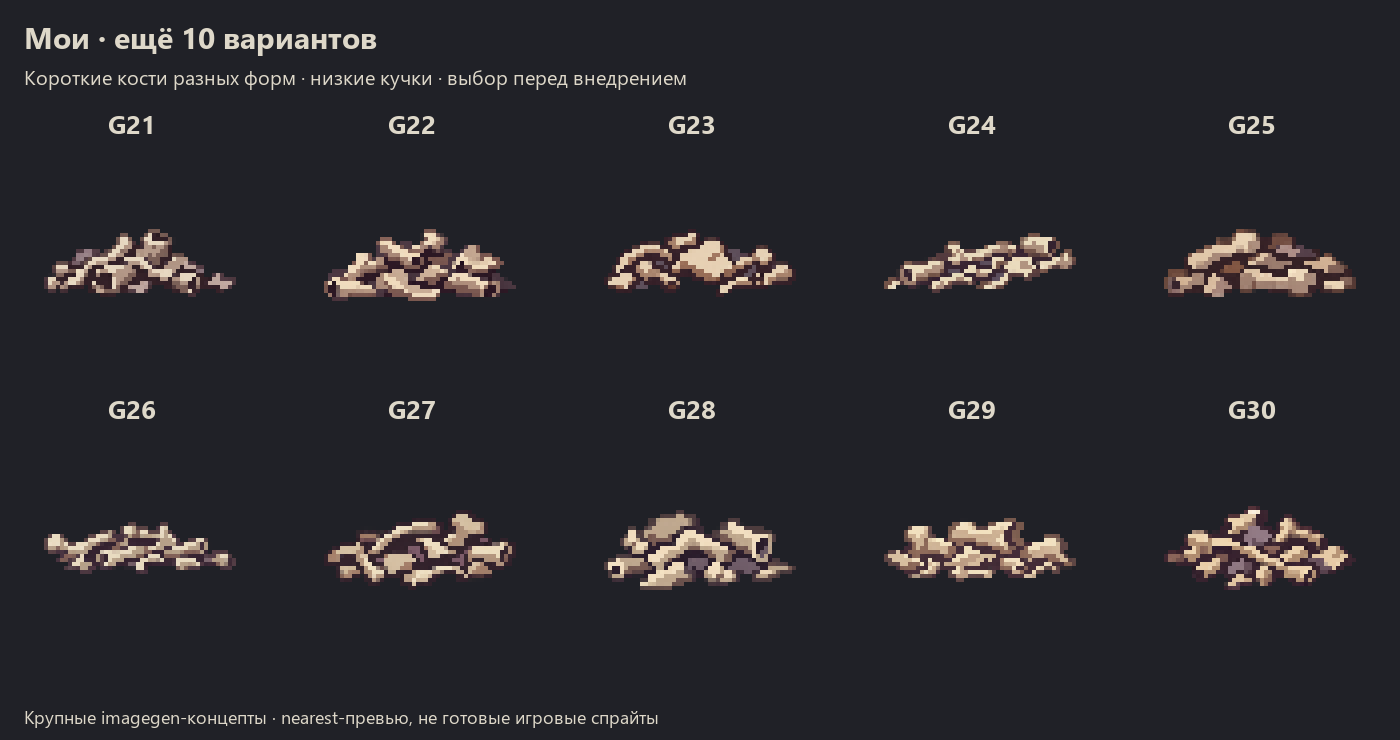 Мои · ещё 10 вариантов
Короткие кости разных форм · низкие кучки · выбор перед внедрением
G21 G22 G23 G24 G25
G26 G27 G28 G29 G30
Крупные imagegen-концепты · nearest-превью, не готовые игровые спрайты